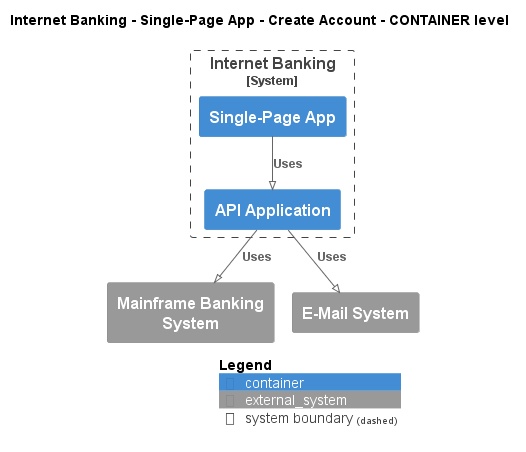 Internet Banking - Single-Page App - Create Account - CONTAINER level
Internet Banking
[System]
Single-Page App
Uses
API Application
Uses
Uses
Mainframe Banking
System
E-Mail System
Legend
container
external_system
system boundary (dashed)